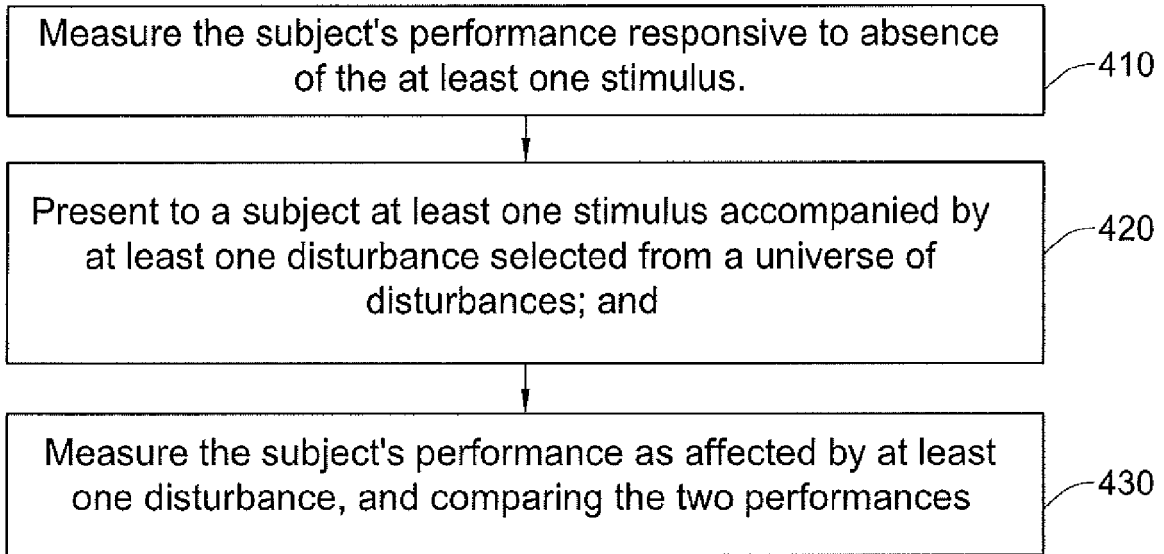 Measure the subject's performance responsive to absence
of the at least one stimulus.
410
Present to a subject at least one stimulus accompanied by
at least one disturbance selected from a universe of
disturbances; and
420
Measure the subject's performance as affected by at least
one disturbance, and comparing the two performances
430